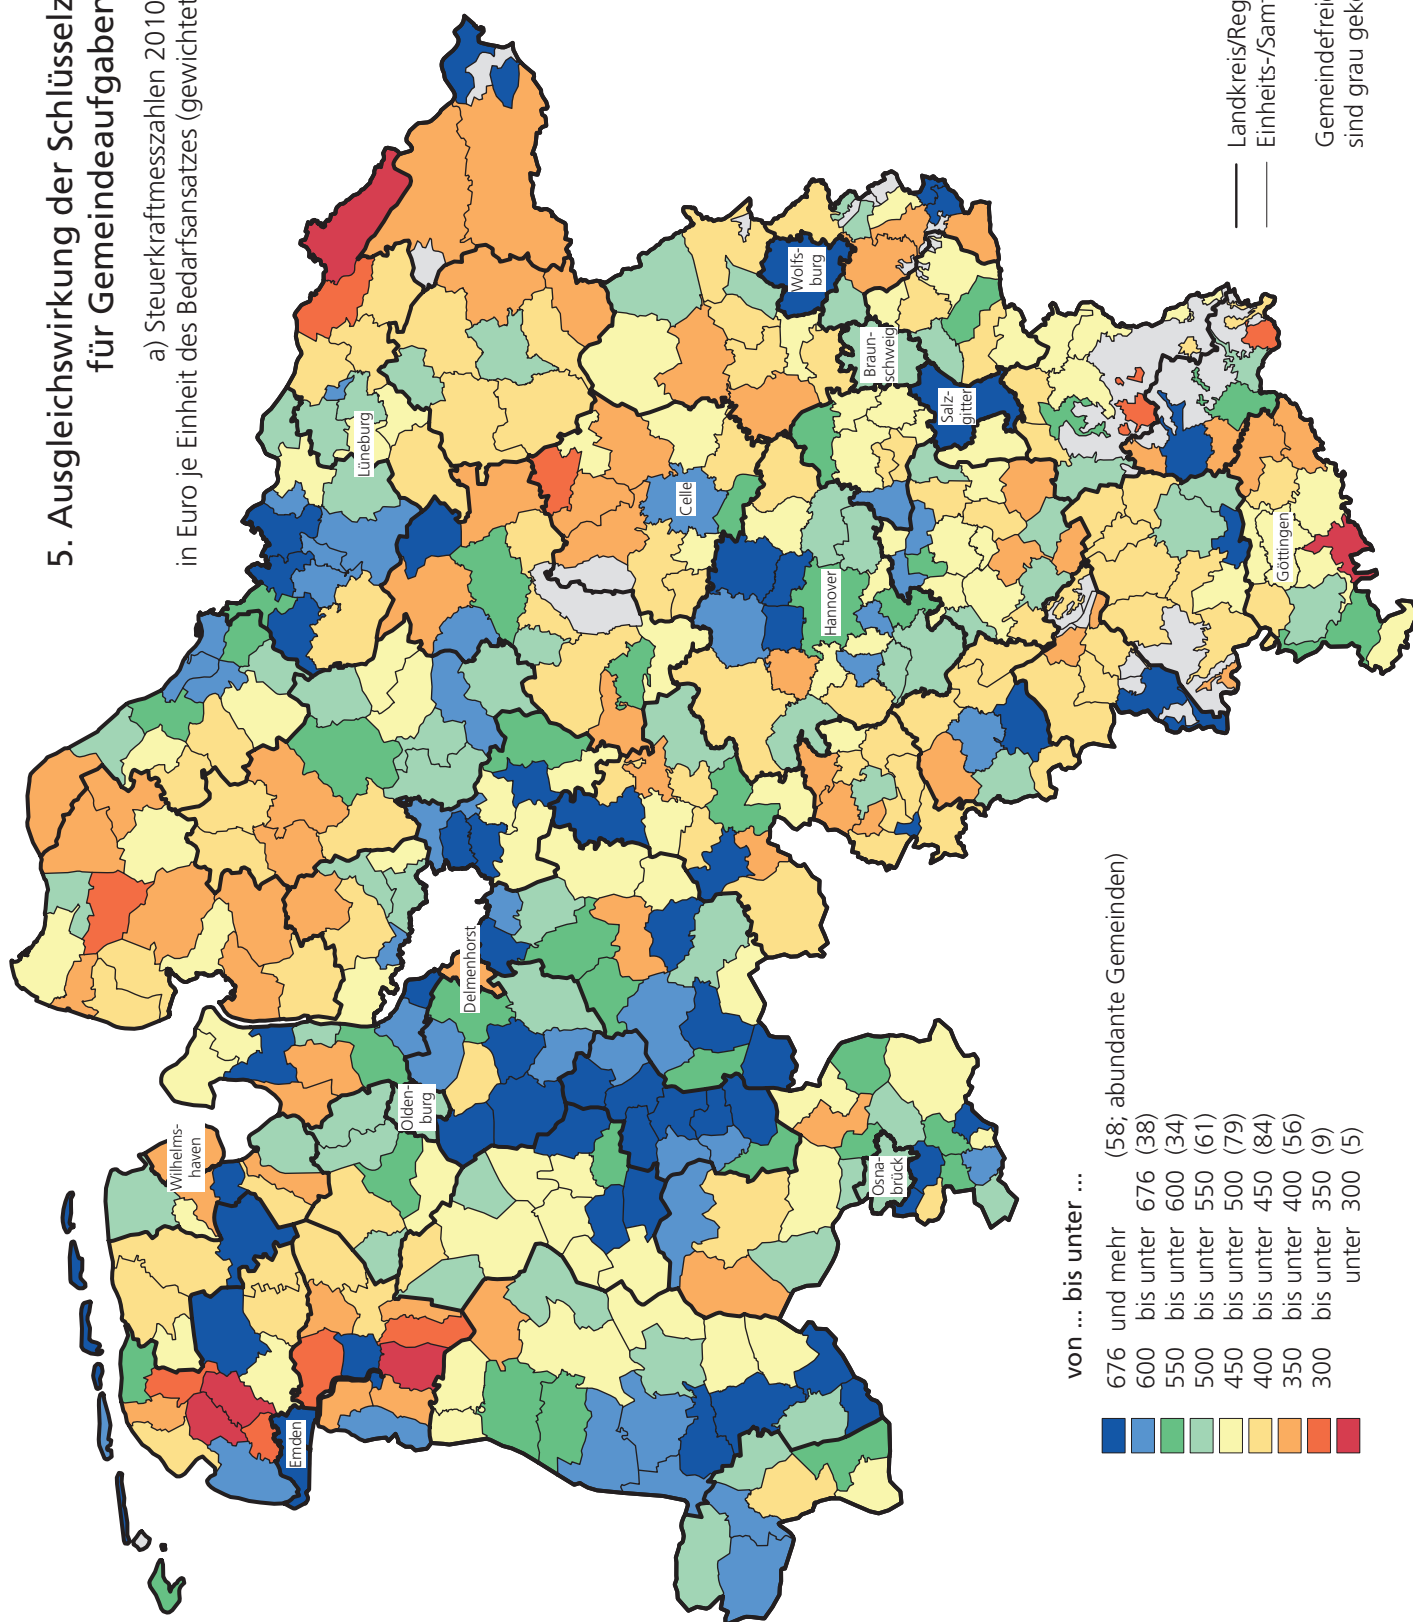 5. Ausgleichswirkung der Schlüsselz
für Gemeindeaufgaben
a) Steuerkraftmesszahlen 2010
in Euro je Einheit des Bedarfsansatzes (gewichtet
Lüneburg
Wolfs-
burg
Braun-
schweig
Salz-
gitter
Celle
Hannover
Göttingen
Delmenhorst
Olden-
burg
Wilhelms-
haven
Osna-
brück
Emden
von ... bis unter ...
676 und mehr (58; abundante Gemeinden)
600 bis unter 676 (38)
550 bis unter 600 (34)
500 bis unter 550 (61)
450 bis unter 500 (79)
400 bis unter 450 (84)
350 bis unter 400 (56)
300 bis unter 350 (9)
unter 300 (5)
Landkreis/Reg
Einheits-/Sam
Gemeindefreie
sind grau gek